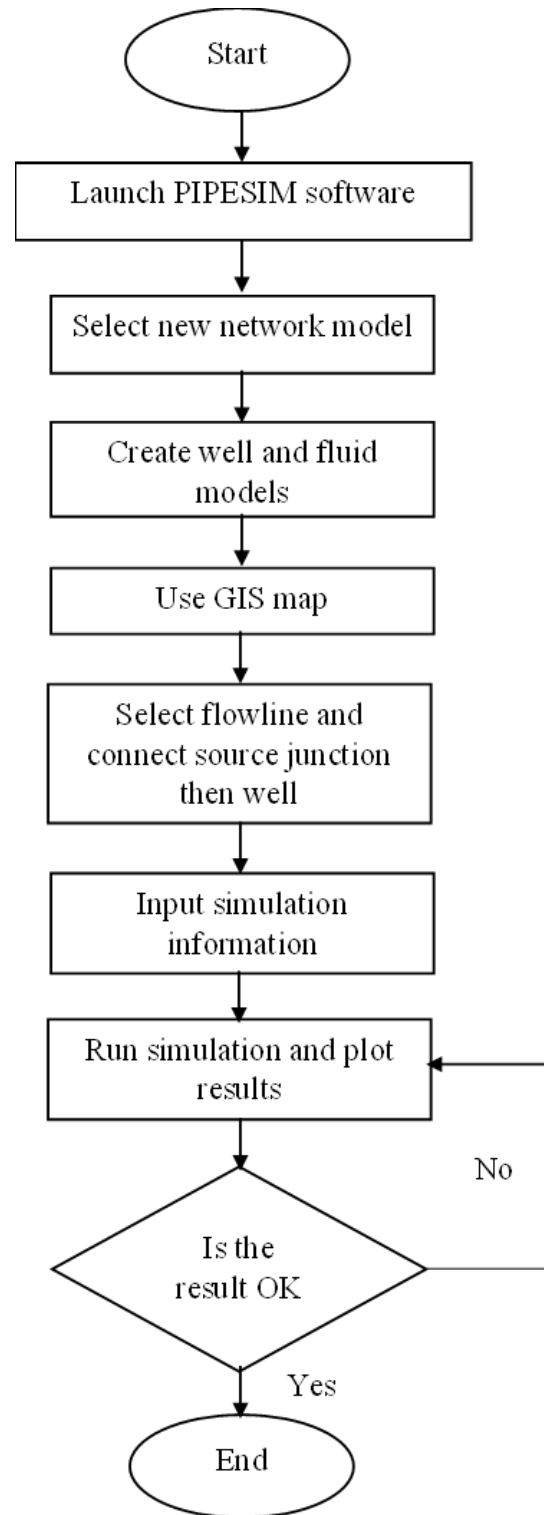 Start
Launch PIPESIM software
Select new network model
Create well and fluid
models
Use GIS map
Select flowline and
connect source junction
then well
Input simulation
information
Run simulation and plot
results
No
Is the
result OK
Yes
End